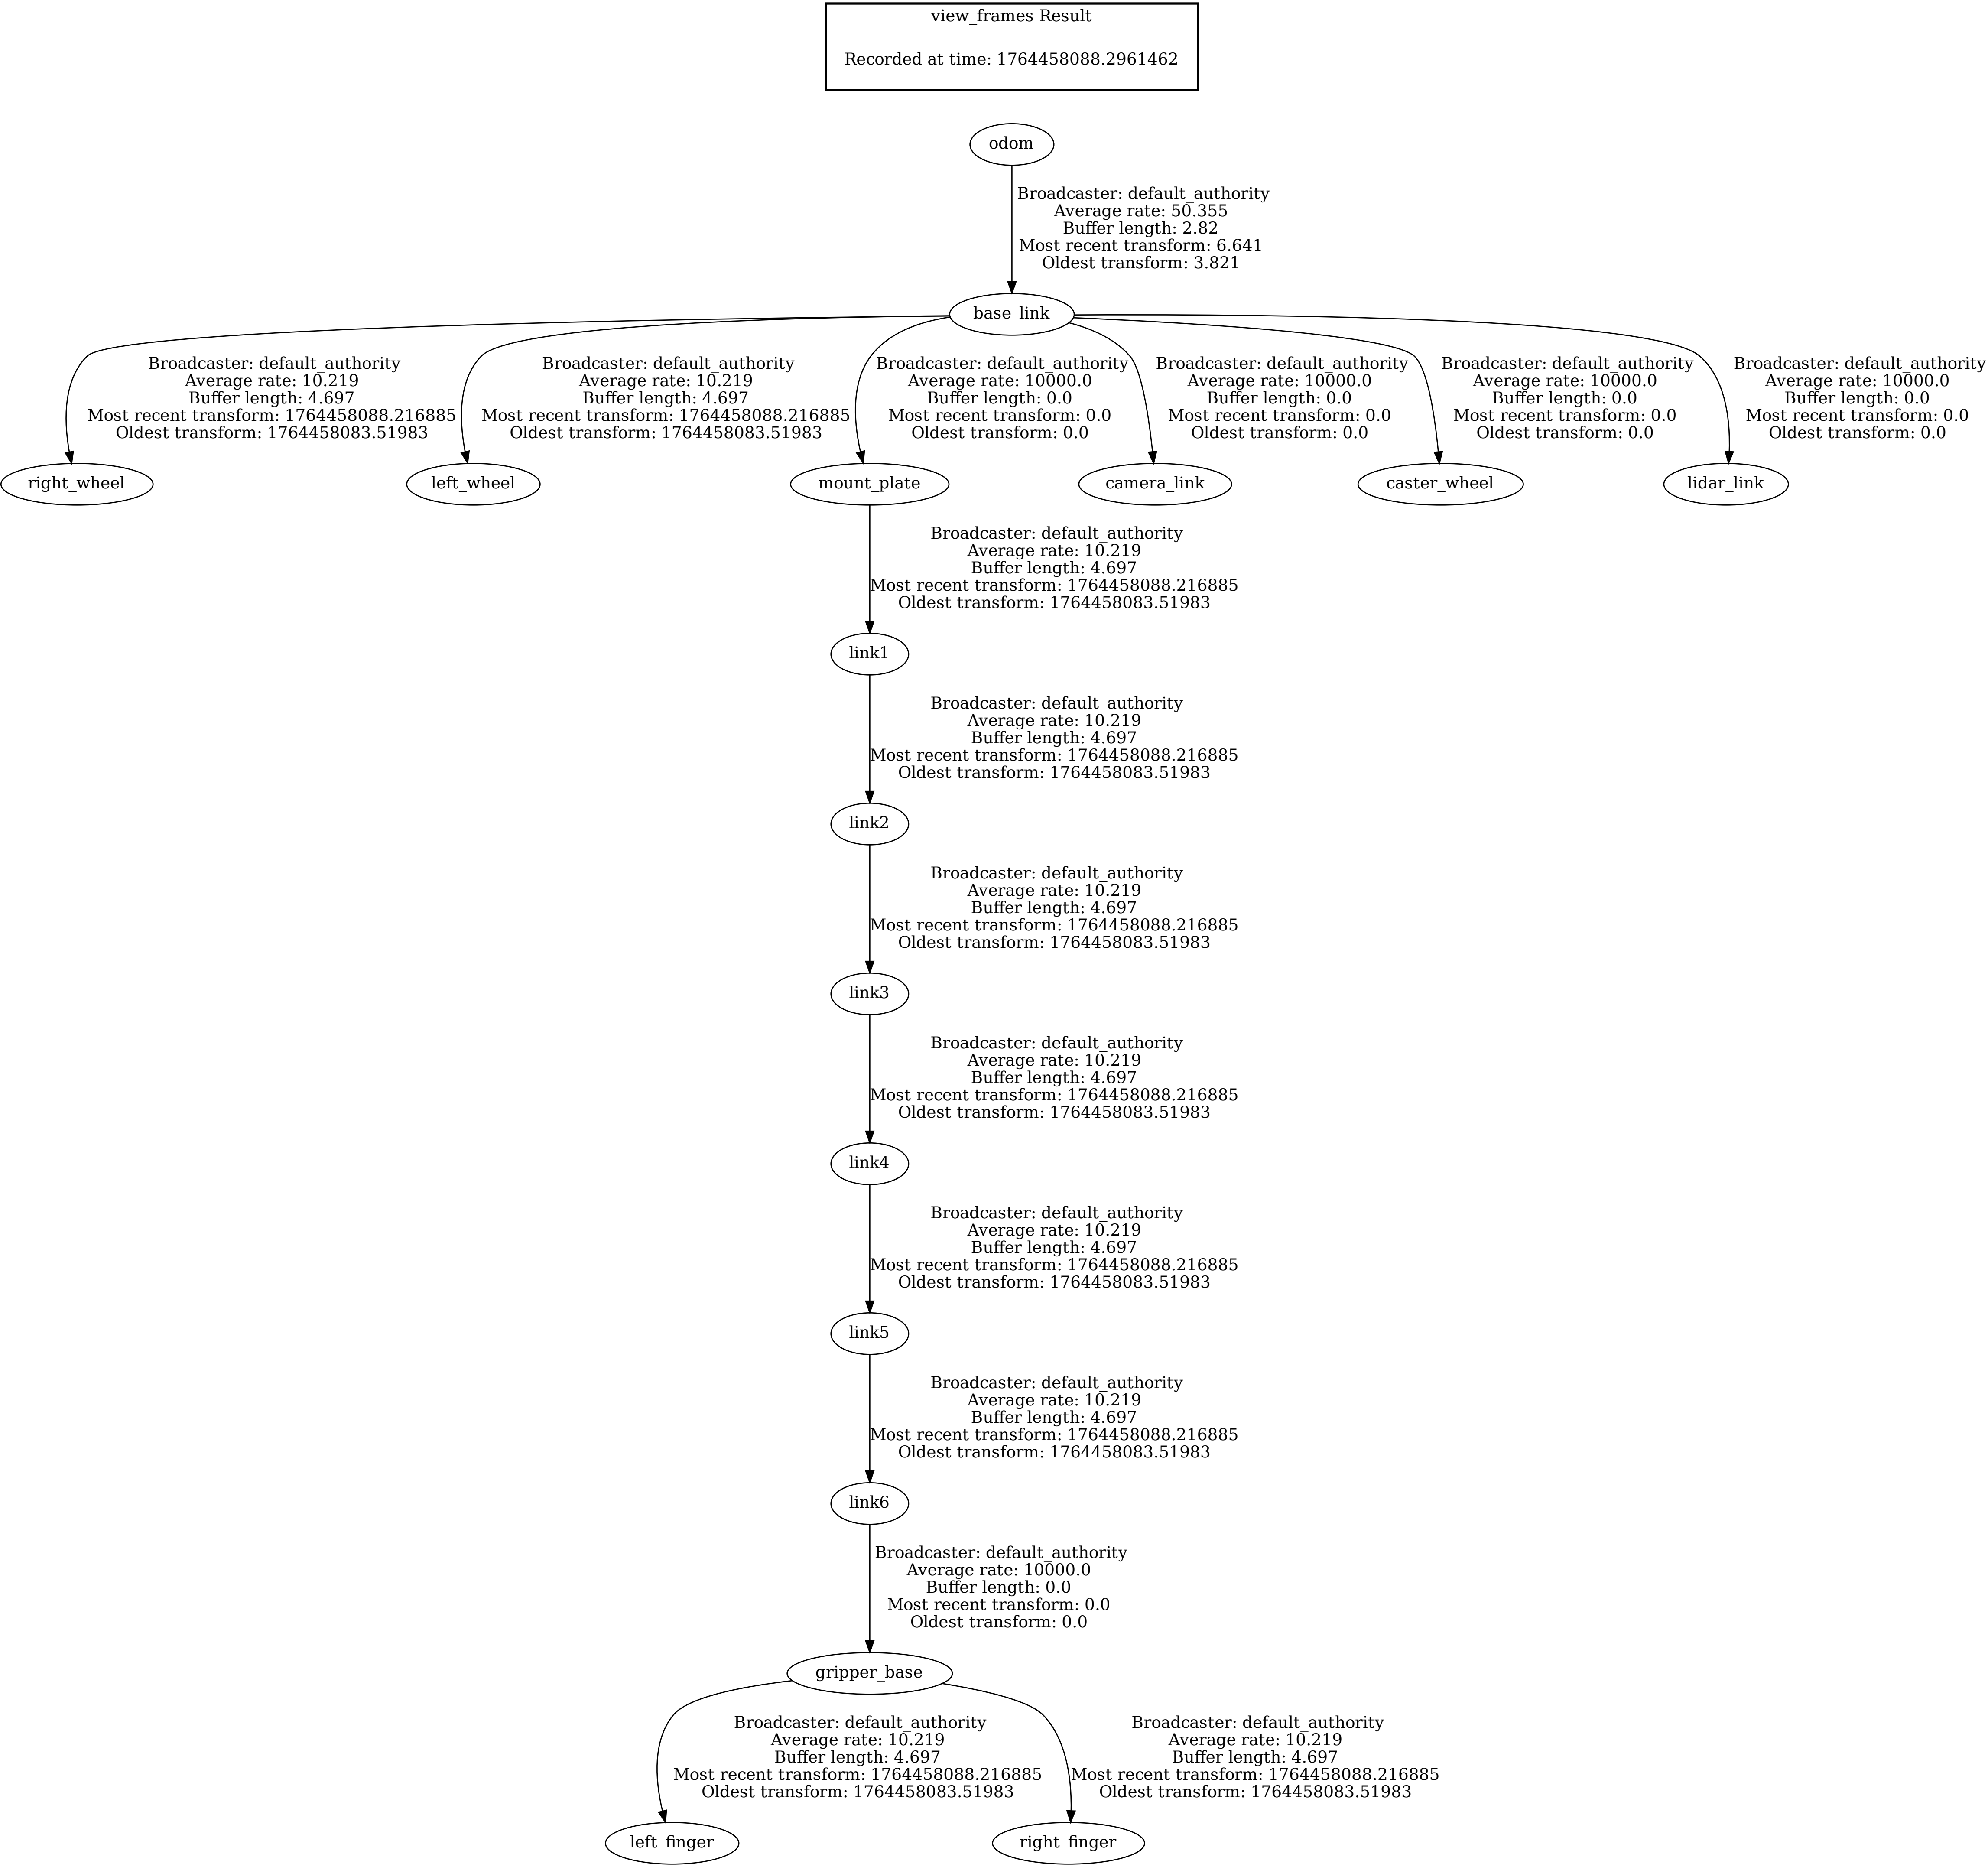 view_frames Result
Recorded at time: 1764458088.2961462
odom
Broadcaster: default_authority
Average rate: 50.355
Buffer length: 2.82
Most recent transform: 6.641
Oldest transform: 3.821
base_link
Broadcaster: default_authority
Average rate: 10.219
Buffer length: 4.697
Most recent transform: 1764458088.216885
Oldest transform: 1764458083.51983
Broadcaster: default_authority
Average rate: 10.219
Buffer length: 4.697
Most recent transform: 1764458088.216885
Oldest transform: 1764458083.51983
Broadcaster: default_authority
Average rate: 10000.0
Buffer length: 0.0
Most recent transform: 0.0
Oldest transform: 0.0
Broadcaster: default_authority
Average rate: 10000.0
Buffer length: 0.0
Most recent transform: 0.0
Oldest transform: 0.0
Broadcaster: default_authority
Average rate: 10000.0
Buffer length: 0.0
Most recent transform: 0.0
Oldest transform: 0.0
Broadcaster: default_authority
Average rate: 10000.0
Buffer length: 0.0
Most recent transform: 0.0
Oldest transform: 0.0
right_wheel
left_wheel
mount_plate
camera_link
caster_wheel
lidar_link
Broadcaster: default_authority
Average rate: 10.219
Buffer length: 4.697
Most recent transform: 1764458088.216885
Oldest transform: 1764458083.51983
link1
Broadcaster: default_authority
Average rate: 10.219
Buffer length: 4.697
Most recent transform: 1764458088.216885
Oldest transform: 1764458083.51983
link2
Broadcaster: default_authority
Average rate: 10.219
Buffer length: 4.697
Most recent transform: 1764458088.216885
Oldest transform: 1764458083.51983
link3
Broadcaster: default_authority
Average rate: 10.219
Buffer length: 4.697
Most recent transform: 1764458088.216885
Oldest transform: 1764458083.51983
link4
Broadcaster: default_authority
Average rate: 10.219
Buffer length: 4.697
Most recent transform: 1764458088.216885
Oldest transform: 1764458083.51983
link5
Broadcaster: default_authority
Average rate: 10.219
Buffer length: 4.697
Most recent transform: 1764458088.216885
Oldest transform: 1764458083.51983
link6
Broadcaster: default_authority
Average rate: 10000.0
Buffer length: 0.0
Most recent transform: 0.0
Oldest transform: 0.0
gripper_base
Broadcaster: default_authority
Average rate: 10.219
Buffer length: 4.697
Most recent transform: 1764458088.216885
Oldest transform: 1764458083.51983
Broadcaster: default_authority
Average rate: 10.219
Buffer length: 4.697
Most recent transform: 1764458088.216885
Oldest transform: 1764458083.51983
left_finger
right_finger